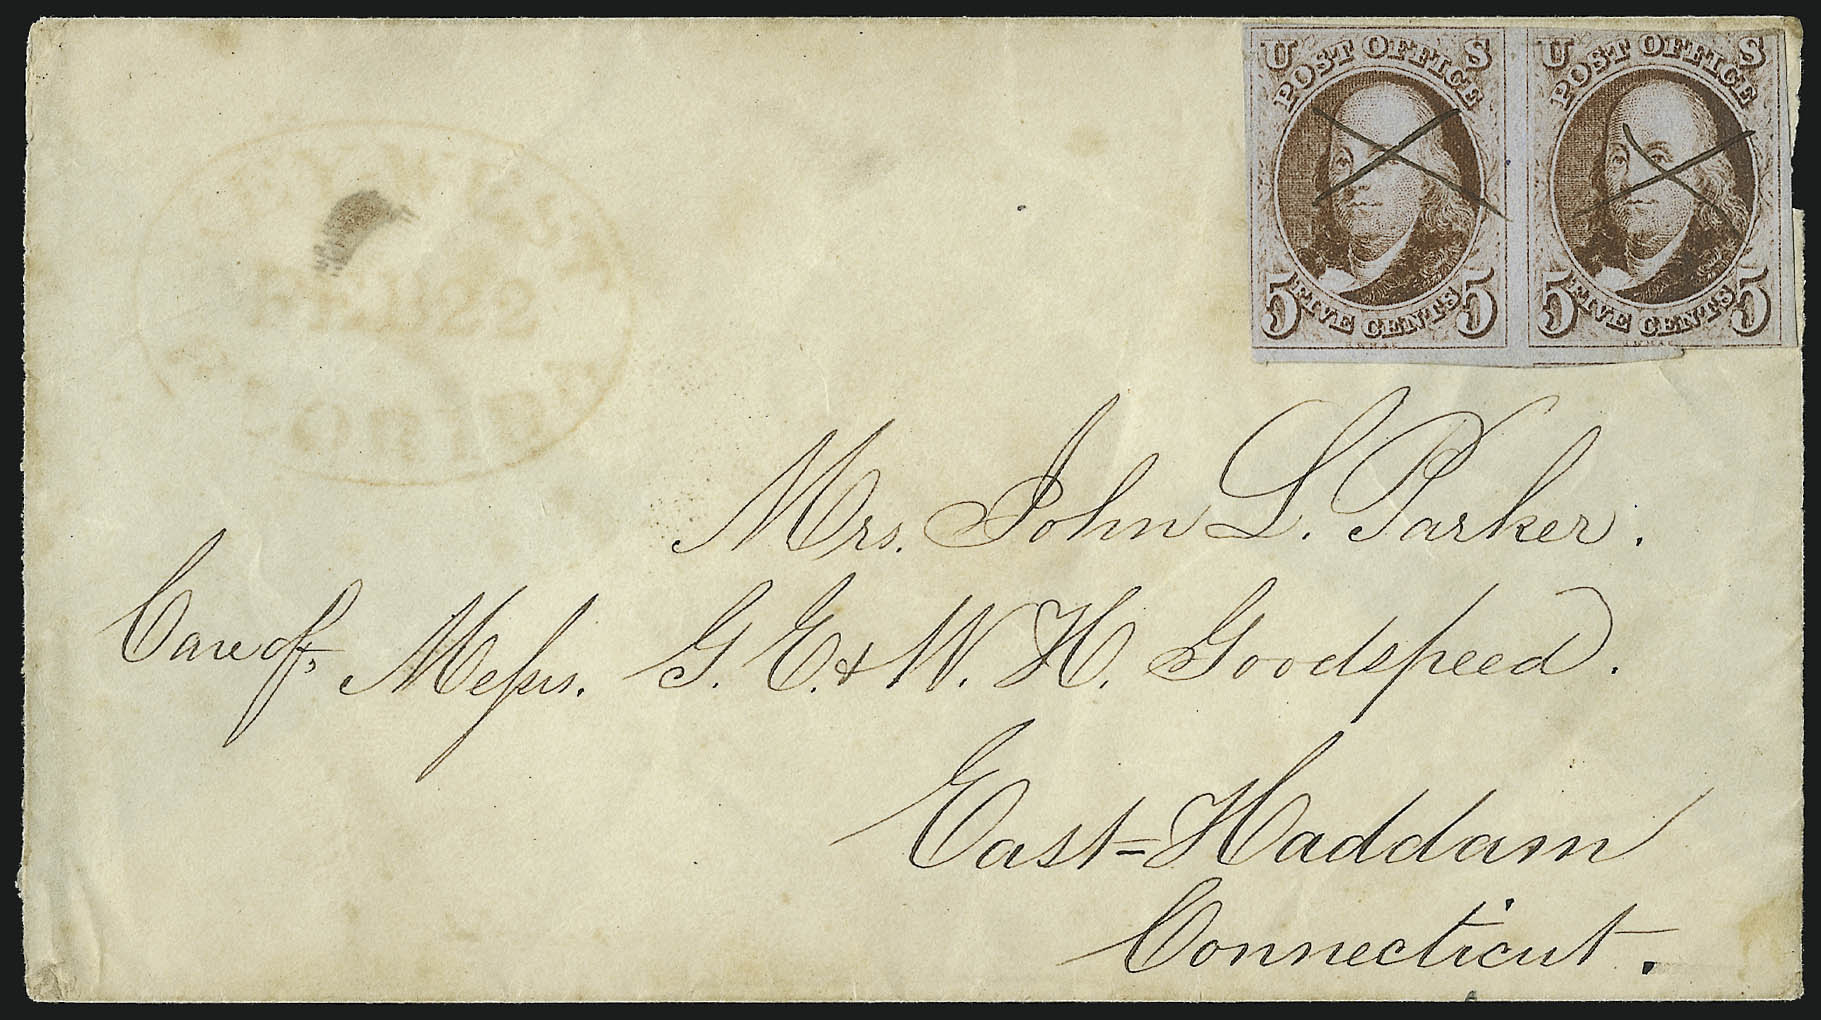 U S
POST OFFICE
5 FIVE CENTS 5
U S
POST OFFICE
5 FIVE CENTS 5
Mrs. John L. Parker.
Care of, Messrs. G. E. & W. H. Goodspeed.
East-Haddam
Connecticut.